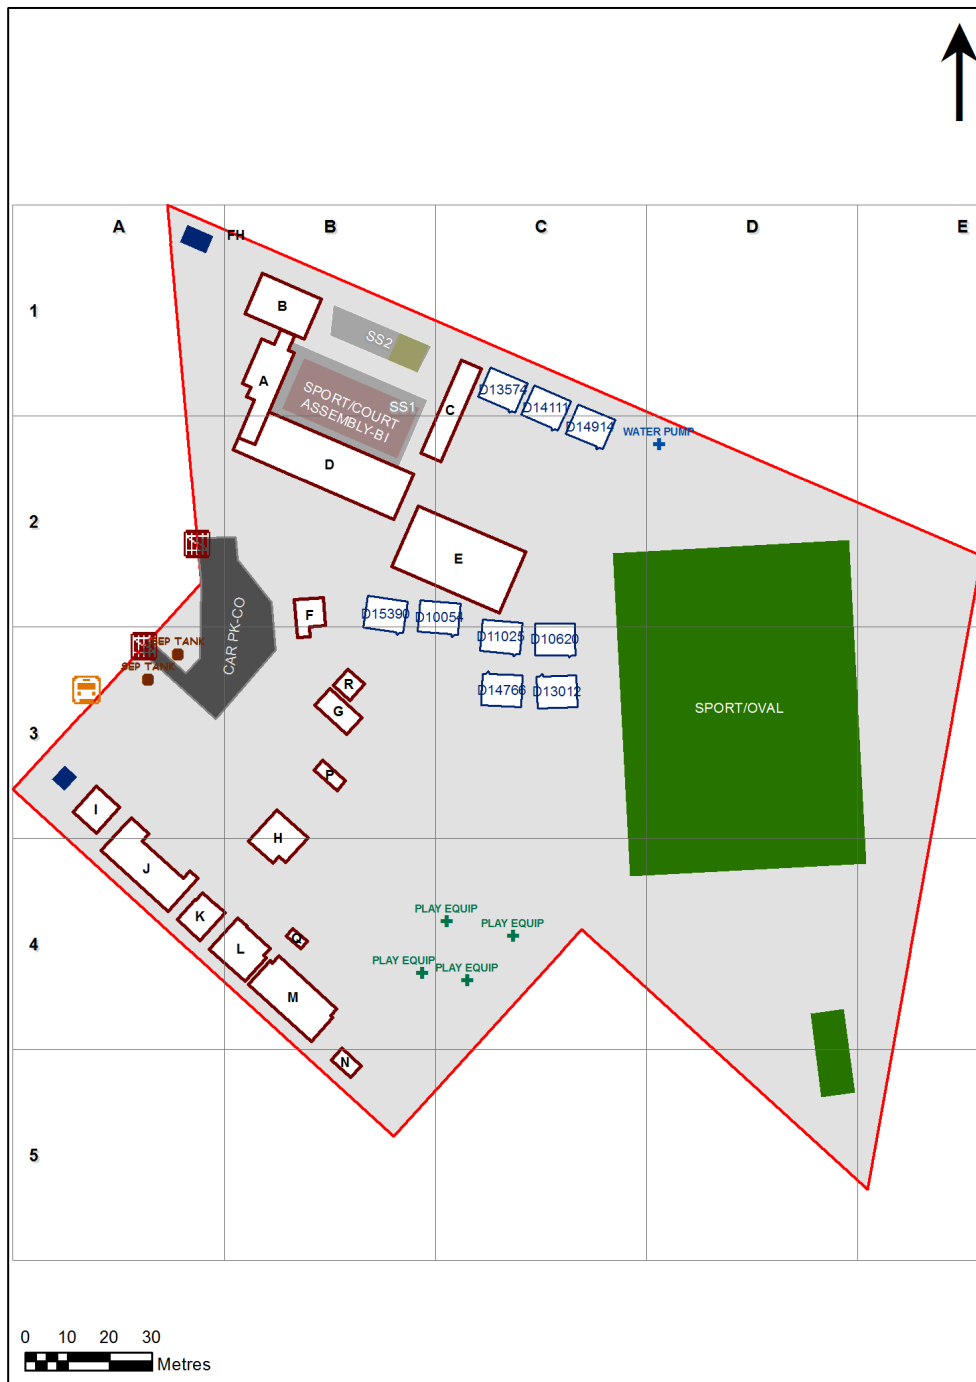 A
B
C
D
E
FH
1
B
SS2
A
SPORT/COURT
ASSEMBLY-BI
SS1
C
D13574
D14111
D14914
WATER PUMP
D
2
E
F
D15390
D10054
D11025
D10620
CAR PK-CO
SEP TANK
SEP TANK
R
G
D14766
D13012
SPORT/OVAL
3
P
I
H
J
K
PLAY EQUIP
PLAY EQUIP
Q
L
4
PLAY EQUIP
PLAY EQUIP
M
N
5
0 10 20 30
Metres